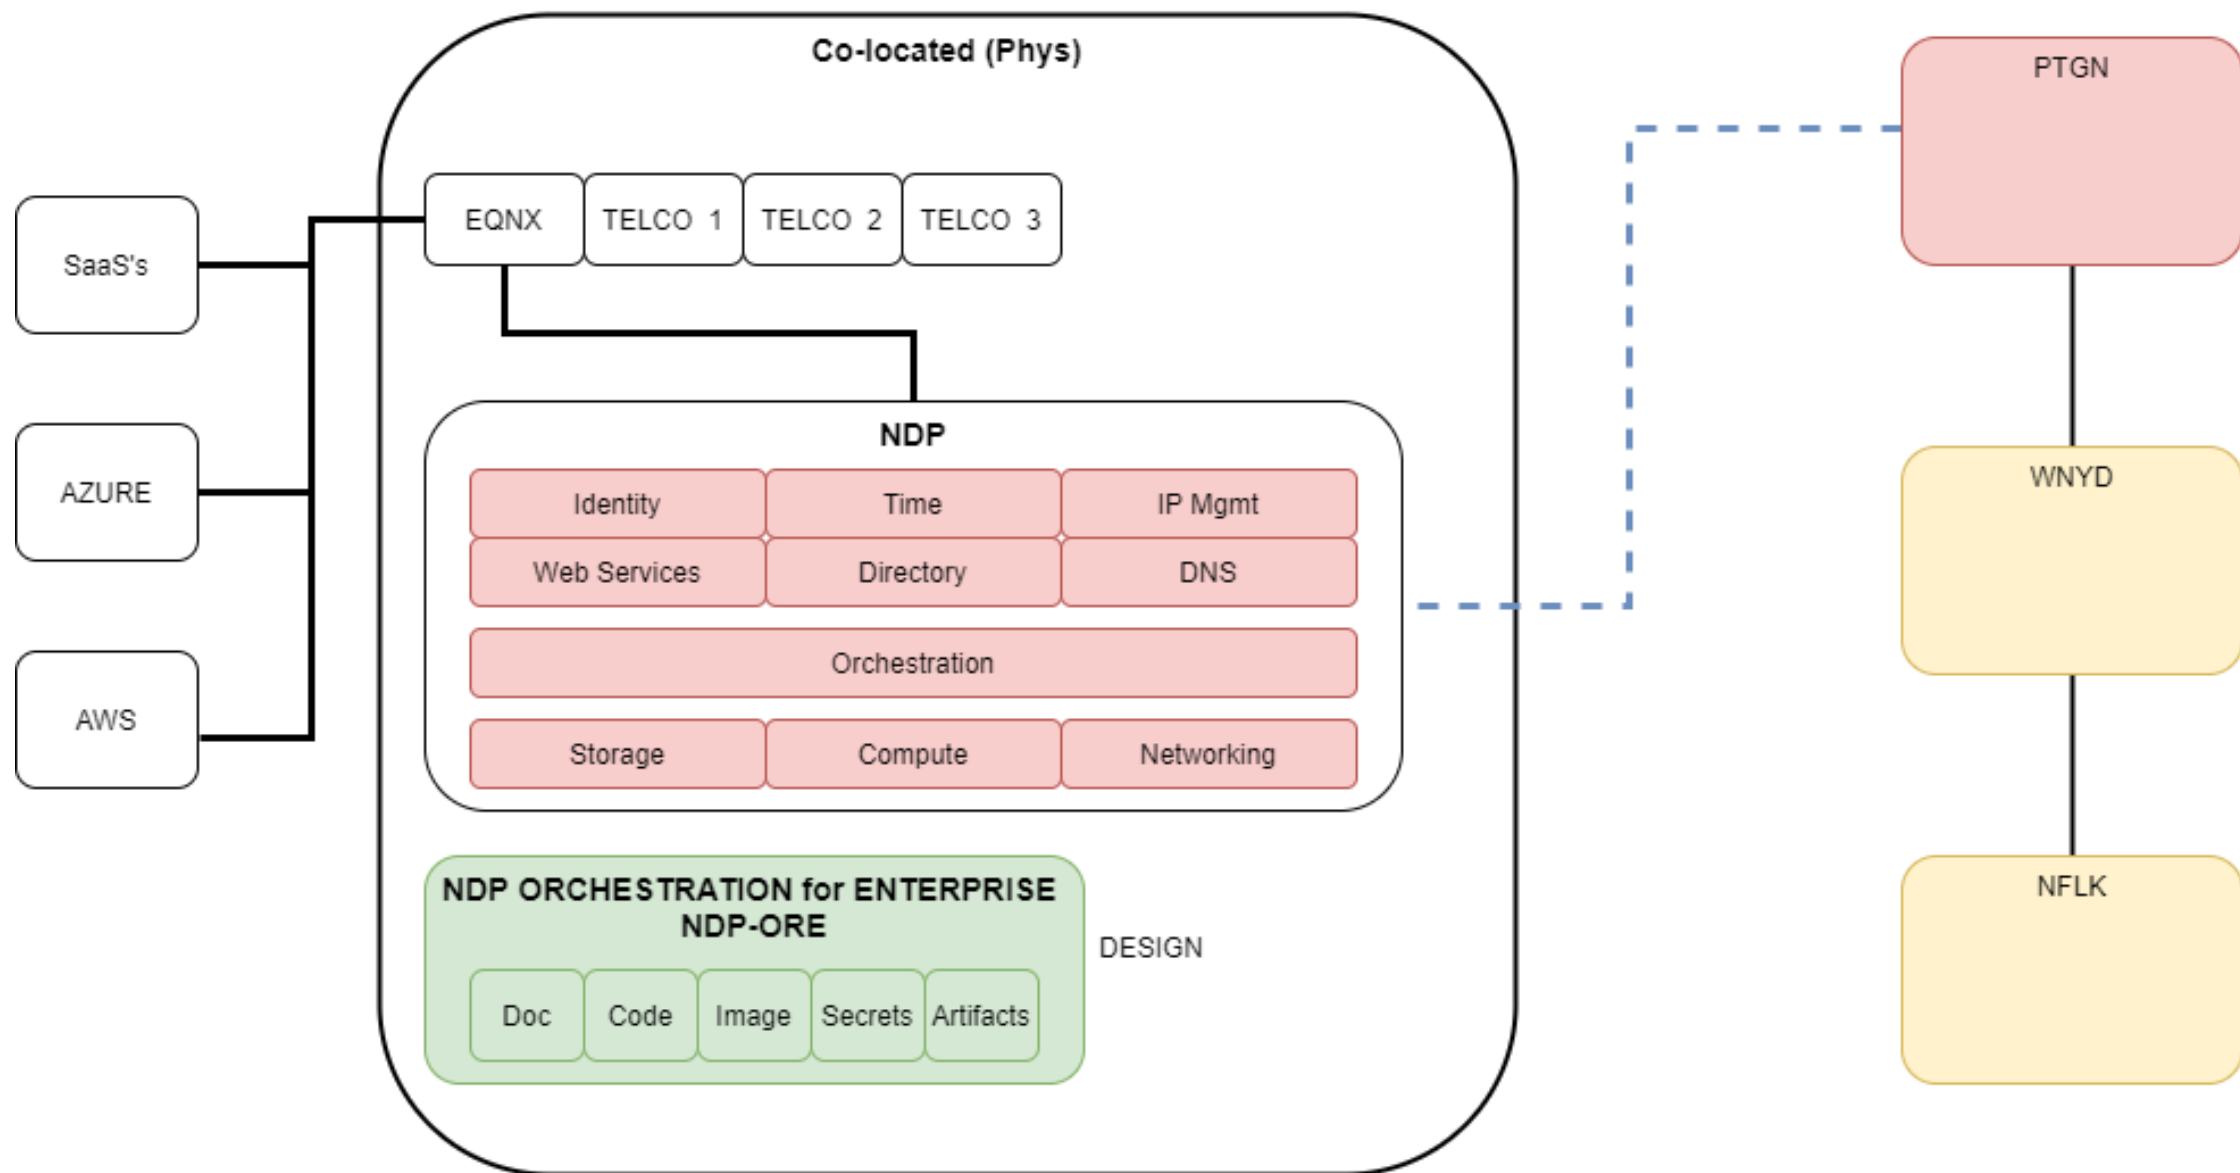 Co-located (Phys)
PTGN
EQNX
TELCO 1
TELCO 2
TELCO 3
SaaS's
AZURE
AWS
NDP
Identity
Time
IP Mgmt
Web Services
Directory
DNS
Orchestration
Storage
Compute
Networking
WNYD
NFLK
NDP ORCHESTRATION for ENTERPRISE
NDP-ORE
DESIGN
Doc
Code
Image
Secrets
Artifacts